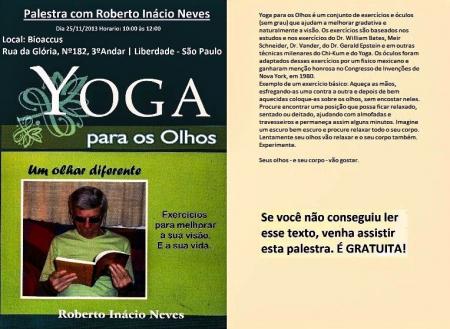 Palestra com Roberto Inácio Neves
Dia 25/11/2013 Horario: 10:00 às 12:00
Local: Bioaccus
Rua da Glória, Nº182, 3ºAndar | Liberdade - São Paulo
YOGA
para os Olhos
Um olhar diferente
Exercícios
para melhorar
a sua visão.
E a sua vida.
Roberto Inácio Neves
Yoga para os Olhos é um conjunto de exercícios e óculos
(sem grau) que ajudam a melhorar gradativa e
naturalmente a visão. Os exercícios são baseados nos
estudos e nos exercícios do Dr. William Bates, Meir
Schneider, Dr. Vander, do Dr. Gerald Epstein e em outras
técnicas milenares do Chi-Kum e do Yoga. Os óculos foram
adaptados desses exercícios por um físico mexicano e
ganharam menção honrosa no Congresso de Invenções de
Nova York, em 1980.
Exemplo de um exercício básico: Aqueça as mãos,
esfregando-as uma contra a outra e depois de bem
aquecidas coloque-as sobre os olhos, sem encostar neles.
Procure encontrar uma posição que possa ficar relaxado,
sentado ou deitado, ajudando com almofadas e
travesseiros e permaneça assim alguns minutos. Imagine
um escuro bem escuro e procure relaxar todo o seu corpo.
Lentamente seus olhos vão relaxar e o seu corpo também.
Experimente.
Seus olhos - e seu corpo - vão gostar.
Se você não conseguiu ler
esse texto, venha assistir
esta palestra. É GRATUITA!